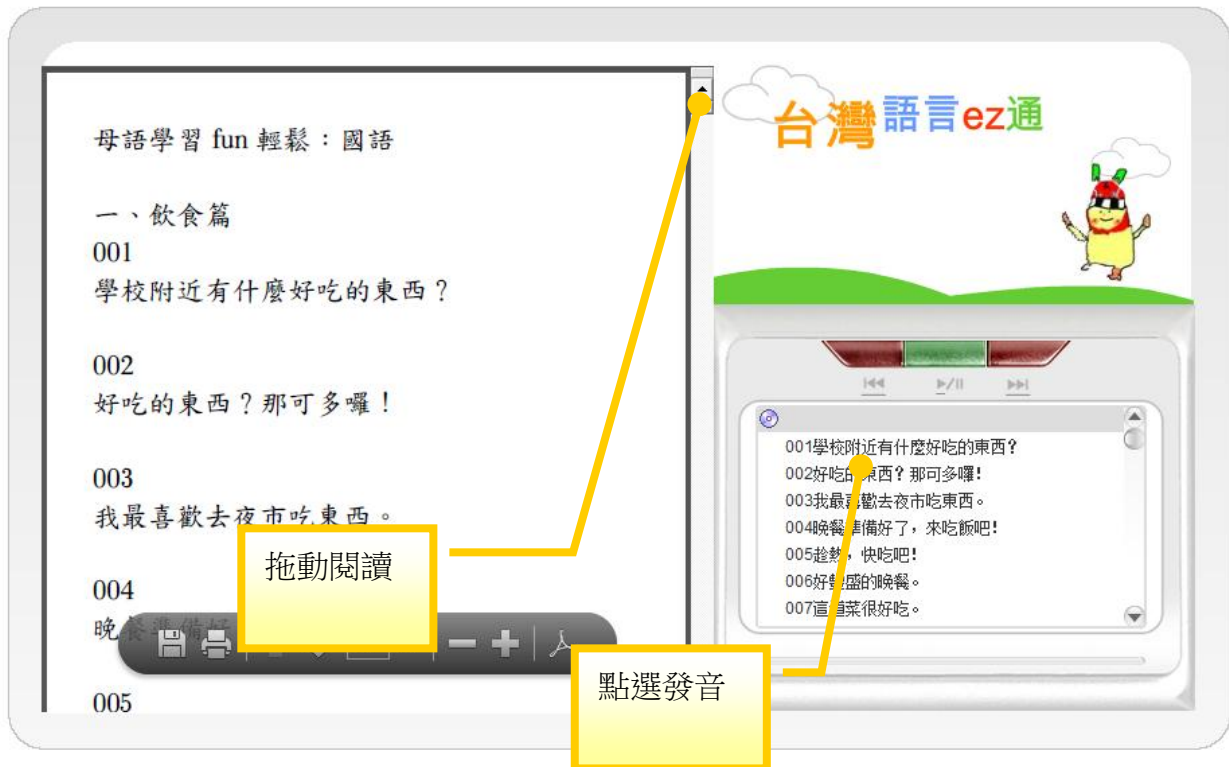 母語學習 fun 輕鬆：國語
一、飲食篇
001
學校附近有什麼好吃的東西？
002
好吃的東西？那可多囉！
003
我最喜歡去夜市吃東西。
004
晚餐準備好
005
拖動閱讀
台灣語言ez通
001學校附近有什麼好吃的東西?
002好吃的東西? 那可多囉!
003我最喜歡去夜市吃東西。
004晚餐準備好了，來吃飯吧!
005趁熱，快吃吧!
006好豐盛的晚餐。
007這道菜很好吃。
點選發音